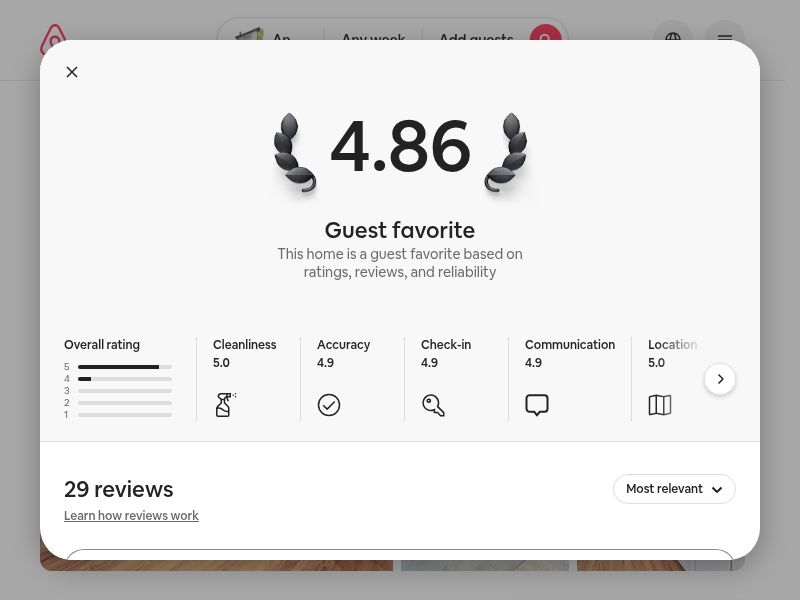 An
Any week
Add guests
4.86
Guest favorite
This home is a guest favorite based on
ratings, reviews, and reliability
Overall rating
5
4
3
2
1
Cleanliness
5.0
Accuracy
4.9
Check-in
4.9
Communication
4.9
Location
5.0
29 reviews
Most relevant
Learn how reviews work